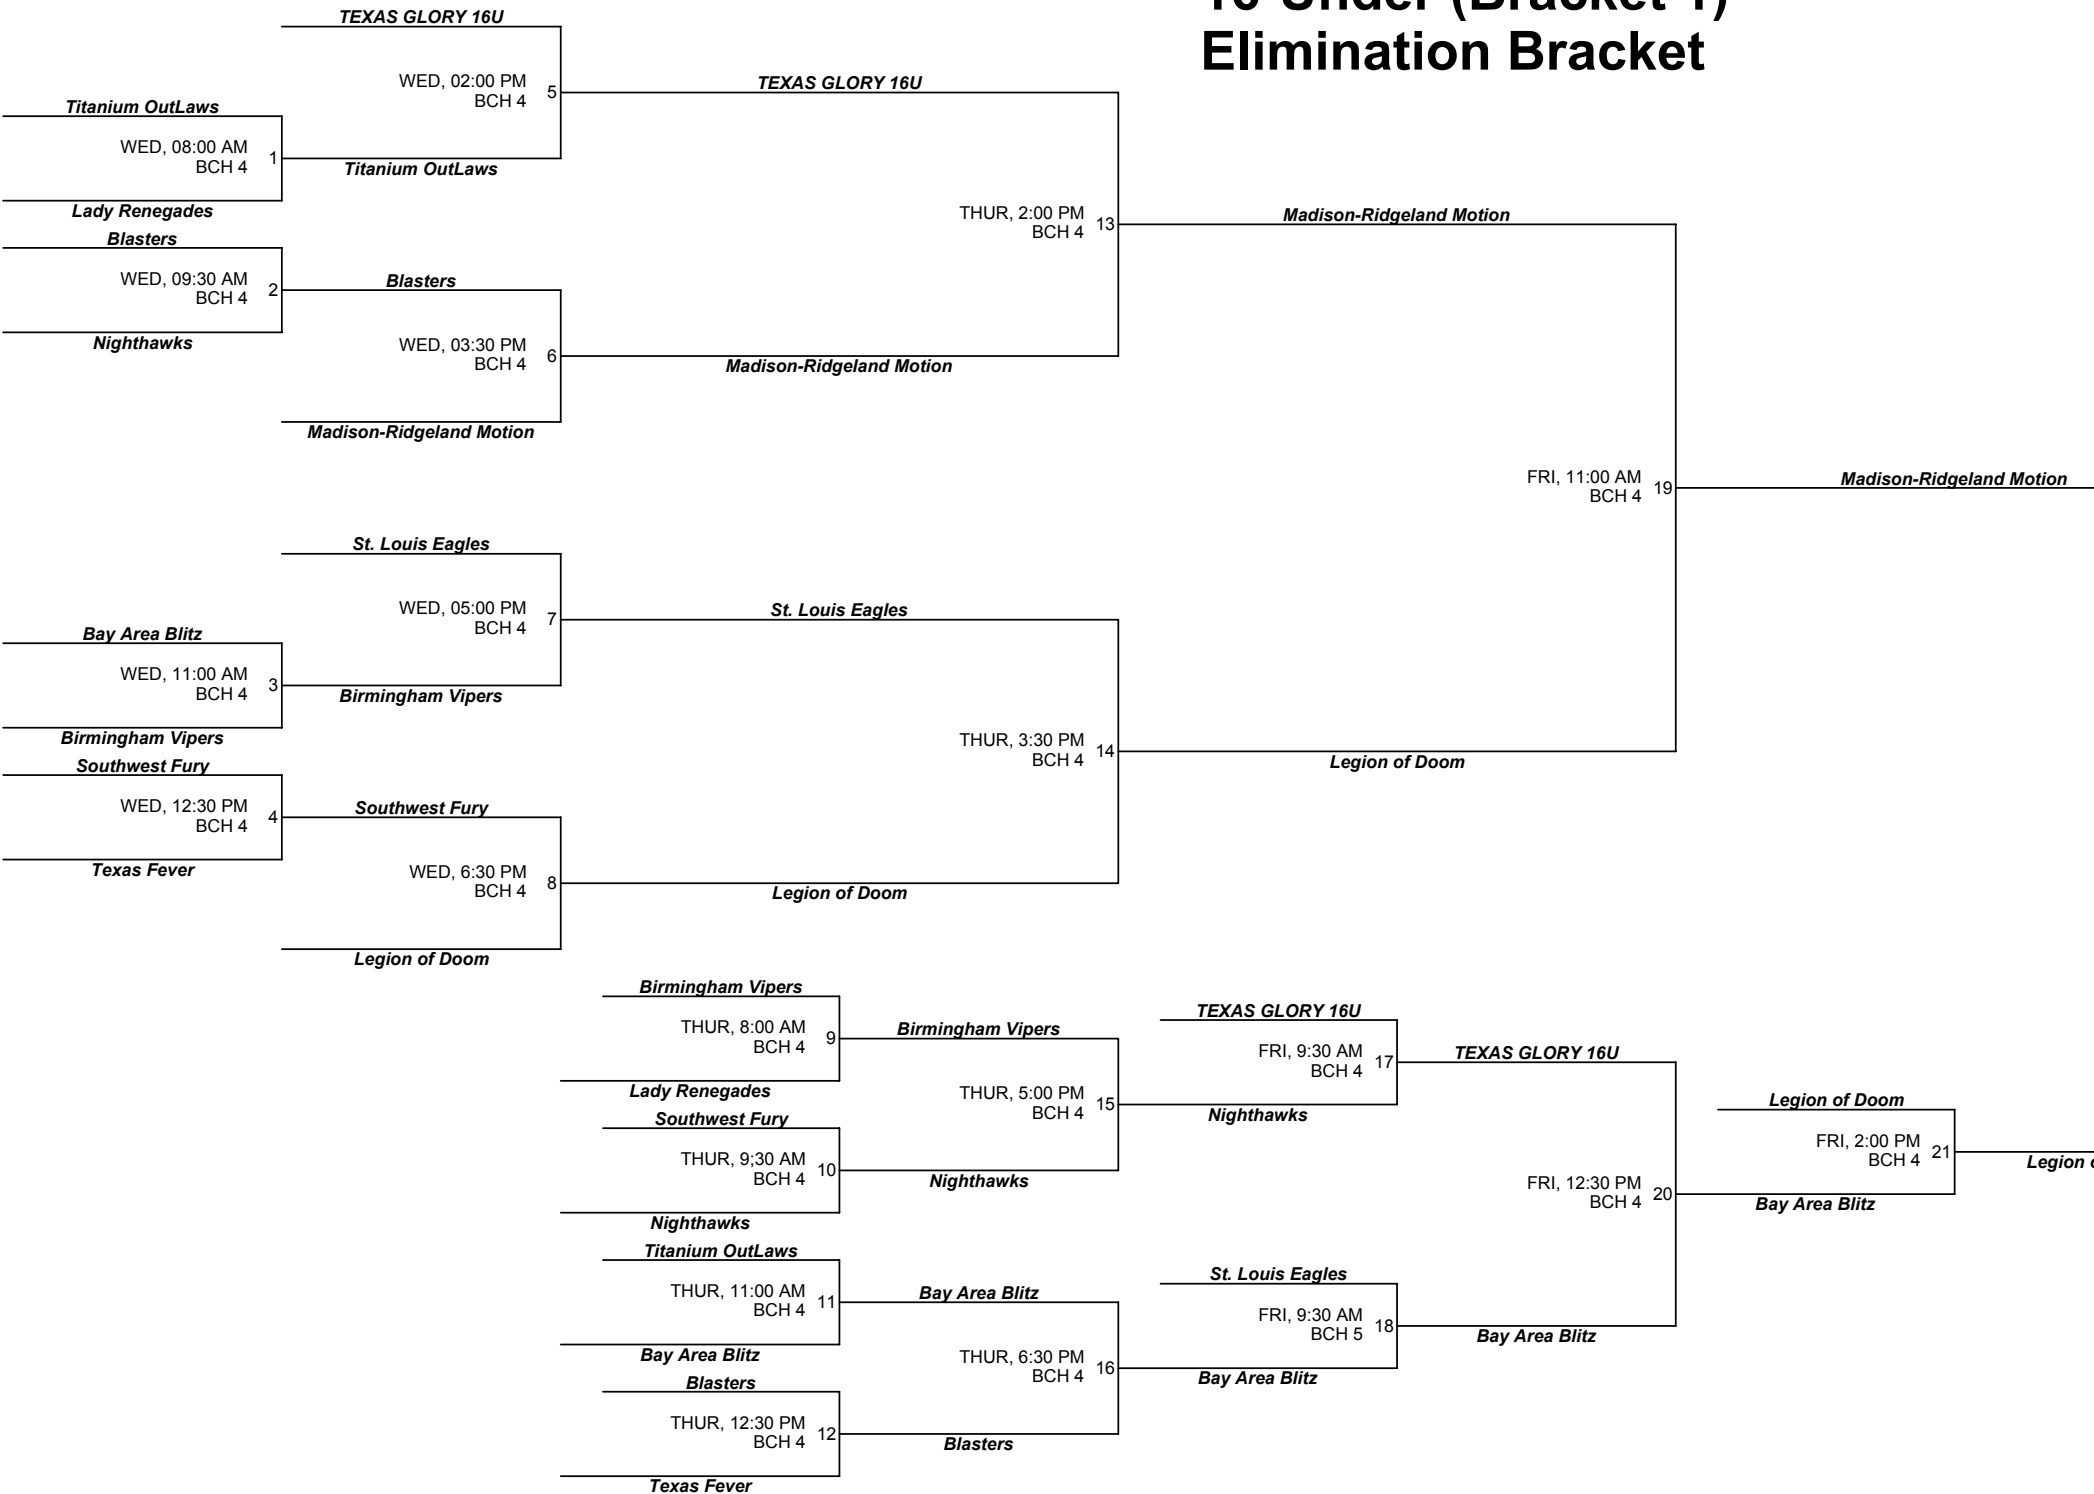 Elimination Bracket
TEXAS GLORY 16U
WED, 02:00 PM
BCH 4
5
TEXAS GLORY 16U
Titanium OutLaws
WED, 08:00 AM
BCH 4
1
Titanium OutLaws
Lady Renegades
Blasters
WED, 09:30 AM
BCH 4
2
Blasters
Nighthawks
WED, 03:30 PM
BCH 4
6
Madison-Ridgeland Motion
Madison-Ridgeland Motion
THUR, 2:00 PM
BCH 4
13
Madison-Ridgeland Motion
FRI, 11:00 AM
BCH 4
19
Madison-Ridgeland Motion
St. Louis Eagles
WED, 05:00 PM
BCH 4
7
St. Louis Eagles
Bay Area Blitz
WED, 11:00 AM
BCH 4
3
Birmingham Vipers
Birmingham Vipers
Southwest Fury
WED, 12:30 PM
BCH 4
4
Southwest Fury
Texas Fever
WED, 6:30 PM
BCH 4
8
Legion of Doom
Legion of Doom
THUR, 3:30 PM
BCH 4
14
Legion of Doom
Birmingham Vipers
THUR, 8:00 AM
BCH 4
9
Birmingham Vipers
Lady Renegades
Southwest Fury
THUR, 9;30 AM
BCH 4
10
Nighthawks
Nighthawks
THUR, 5:00 PM
BCH 4
15
Nighthawks
TEXAS GLORY 16U
FRI, 9:30 AM
BCH 4
17
TEXAS GLORY 16U
Titanium OutLaws
THUR, 11:00 AM
BCH 4
11
Bay Area Blitz
Bay Area Blitz
Blasters
THUR, 12:30 PM
BCH 4
12
Blasters
Texas Fever
THUR, 6:30 PM
BCH 4
16
Bay Area Blitz
St. Louis Eagles
FRI, 9:30 AM
BCH 5
18
Bay Area Blitz
FRI, 12:30 PM
BCH 4
20
Bay Area Blitz
Legion of Doom
FRI, 2:00 PM
BCH 4
21
Legion